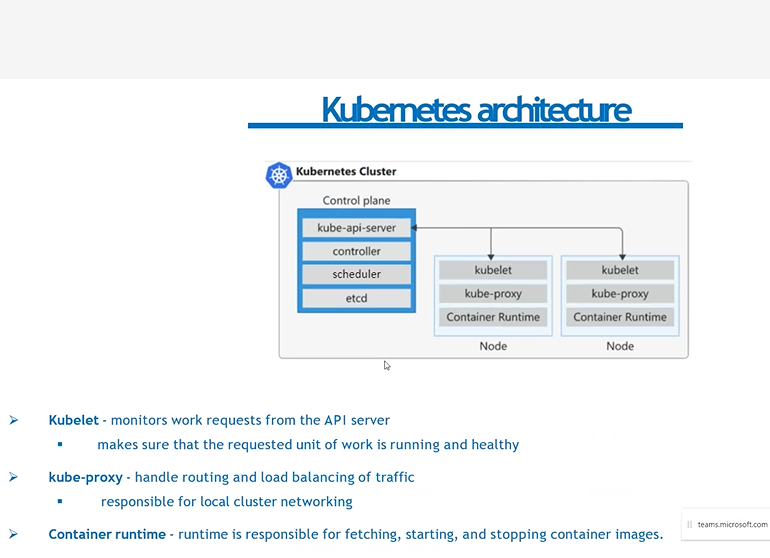 Kubernetes architecture
Kubernetes Cluster
Control plane
kube-api-server
controller
scheduler
etcd
kubelet
kube-proxy
Container Runtime
Node
kubelet
kube-proxy
Container Runtime
Node
Kubelet - monitors work requests from the API server
makes sure that the requested unit of work is running and healthy
kube-proxy - handle routing and load balancing of traffic
responsible for local cluster networking
Container runtime - runtime is responsible for fetching, starting, and stopping container images.
teams.microsoft.com